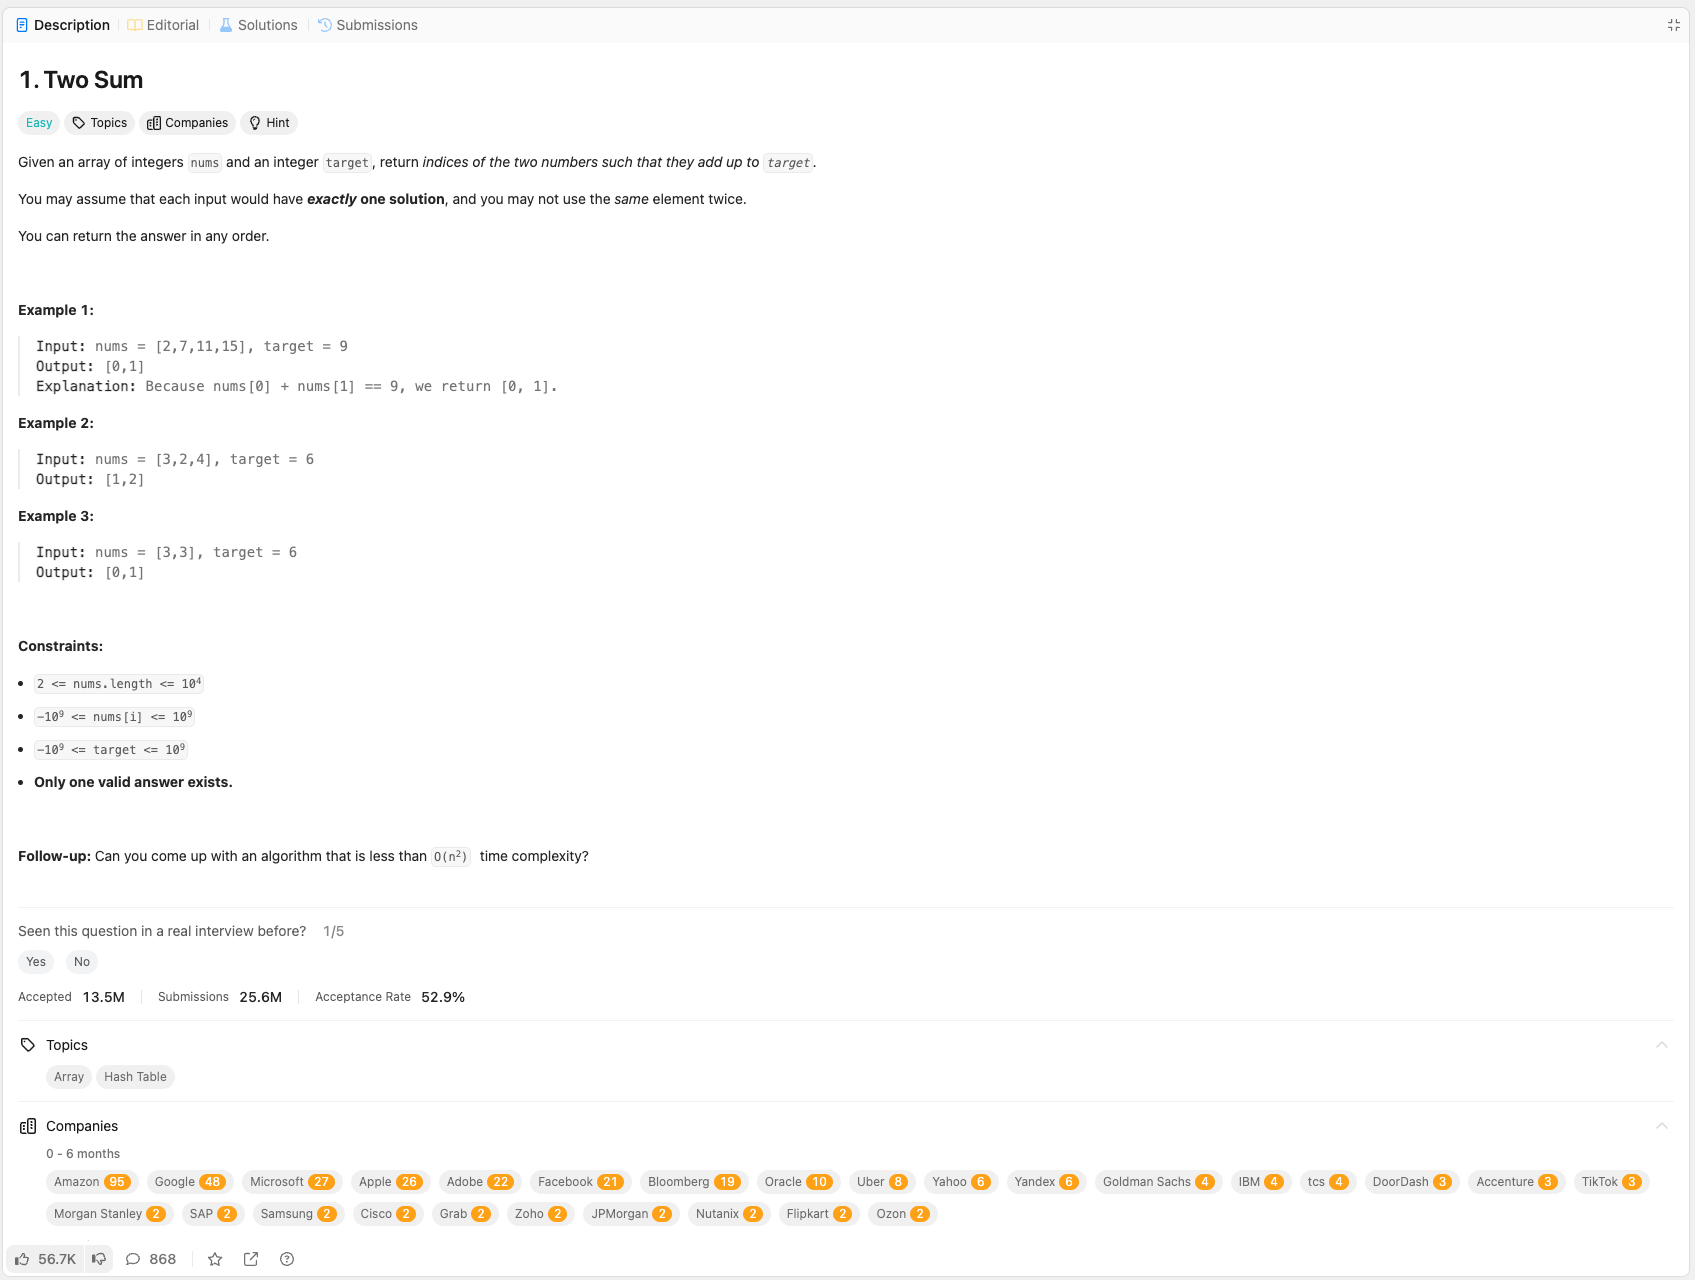 Description Editorial Solutions Submissions
1. Two Sum
Easy Topics Companies Hint
Given an array of integers nums and an integer target, return indices of the two numbers such that they add up to target.
You may assume that each input would have exactly one solution, and you may not use the same element twice.
You can return the answer in any order.
Example 1:
Input: nums = [2,7,11,15], target = 9
Output: [0,1]
Explanation: Because nums[0] + nums[1] == 9, we return [0, 1].
Example 2:
Input: nums = [3,2,4], target = 6
Output: [1,2]
Example 3:
Input: nums = [3,3], target = 6
Output: [0,1]
Constraints:
• 2 <= nums.length <= 10⁴
• -10⁹ <= nums[i] <= 10⁹
• -10⁹ <= target <= 10⁹
• Only one valid answer exists.
Follow-up: Can you come up with an algorithm that is less than O(n²) time complexity?
Seen this question in a real interview before? 1/5
Yes No
Accepted 13.5M Submissions 25.6M Acceptance Rate 52.9%
Topics
Array Hash Table
Companies
0 - 6 months
Amazon 95 Google 48 Microsoft 27 Apple 26 Adobe 22 Facebook 21 Bloomberg 19 Oracle 10 Uber 8 Yahoo 6 Yandex 6 Goldman Sachs 4 IBM 4 tcs 4 DoorDash 3 Accenture 3 TikTok 3
Morgan Stanley 2 SAP 2 Samsung 2 Cisco 2 Grab 2 Zoho 2 JPMorgan 2 Nutanix 2 Flipkart 2 Ozon 2
56.7K 868